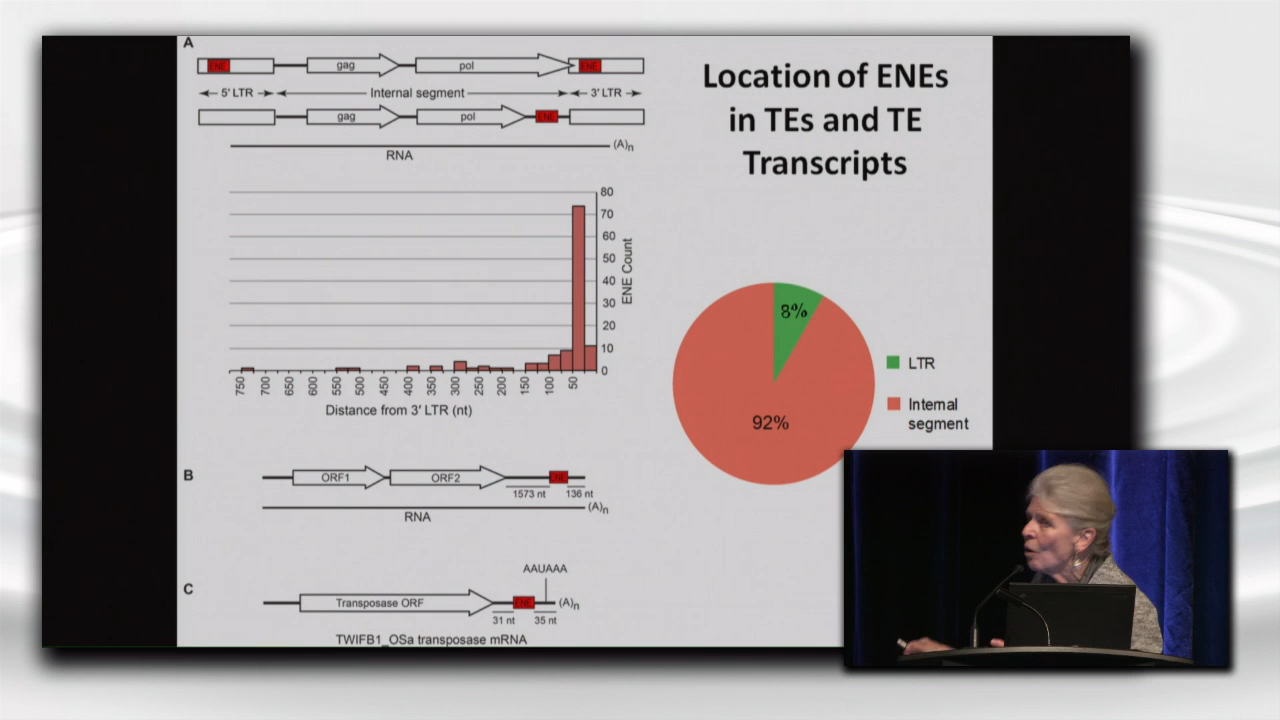 A
ENE
gag
pol
ENE
5′ LTR
Internal segment
3′ LTR
gag
pol
ENE
RNA
(A)n
80
70
60
50
40
30
20
10
0
ENE Count
750
700
650
600
550
500
450
400
350
300
250
200
150
100
50
Distance from 3′ LTR (nt)
B
ORF1
ORF2
ENE
1573 nt
136 nt
RNA
(A)n
C
AAUAAA
Transposase ORF
ENE
(A)n
31 nt
35 nt
TWIFB1_OSa transposase mRNA
Location of ENEs
in TEs and TE
Transcripts
8%
92%
LTR
Internal
segment